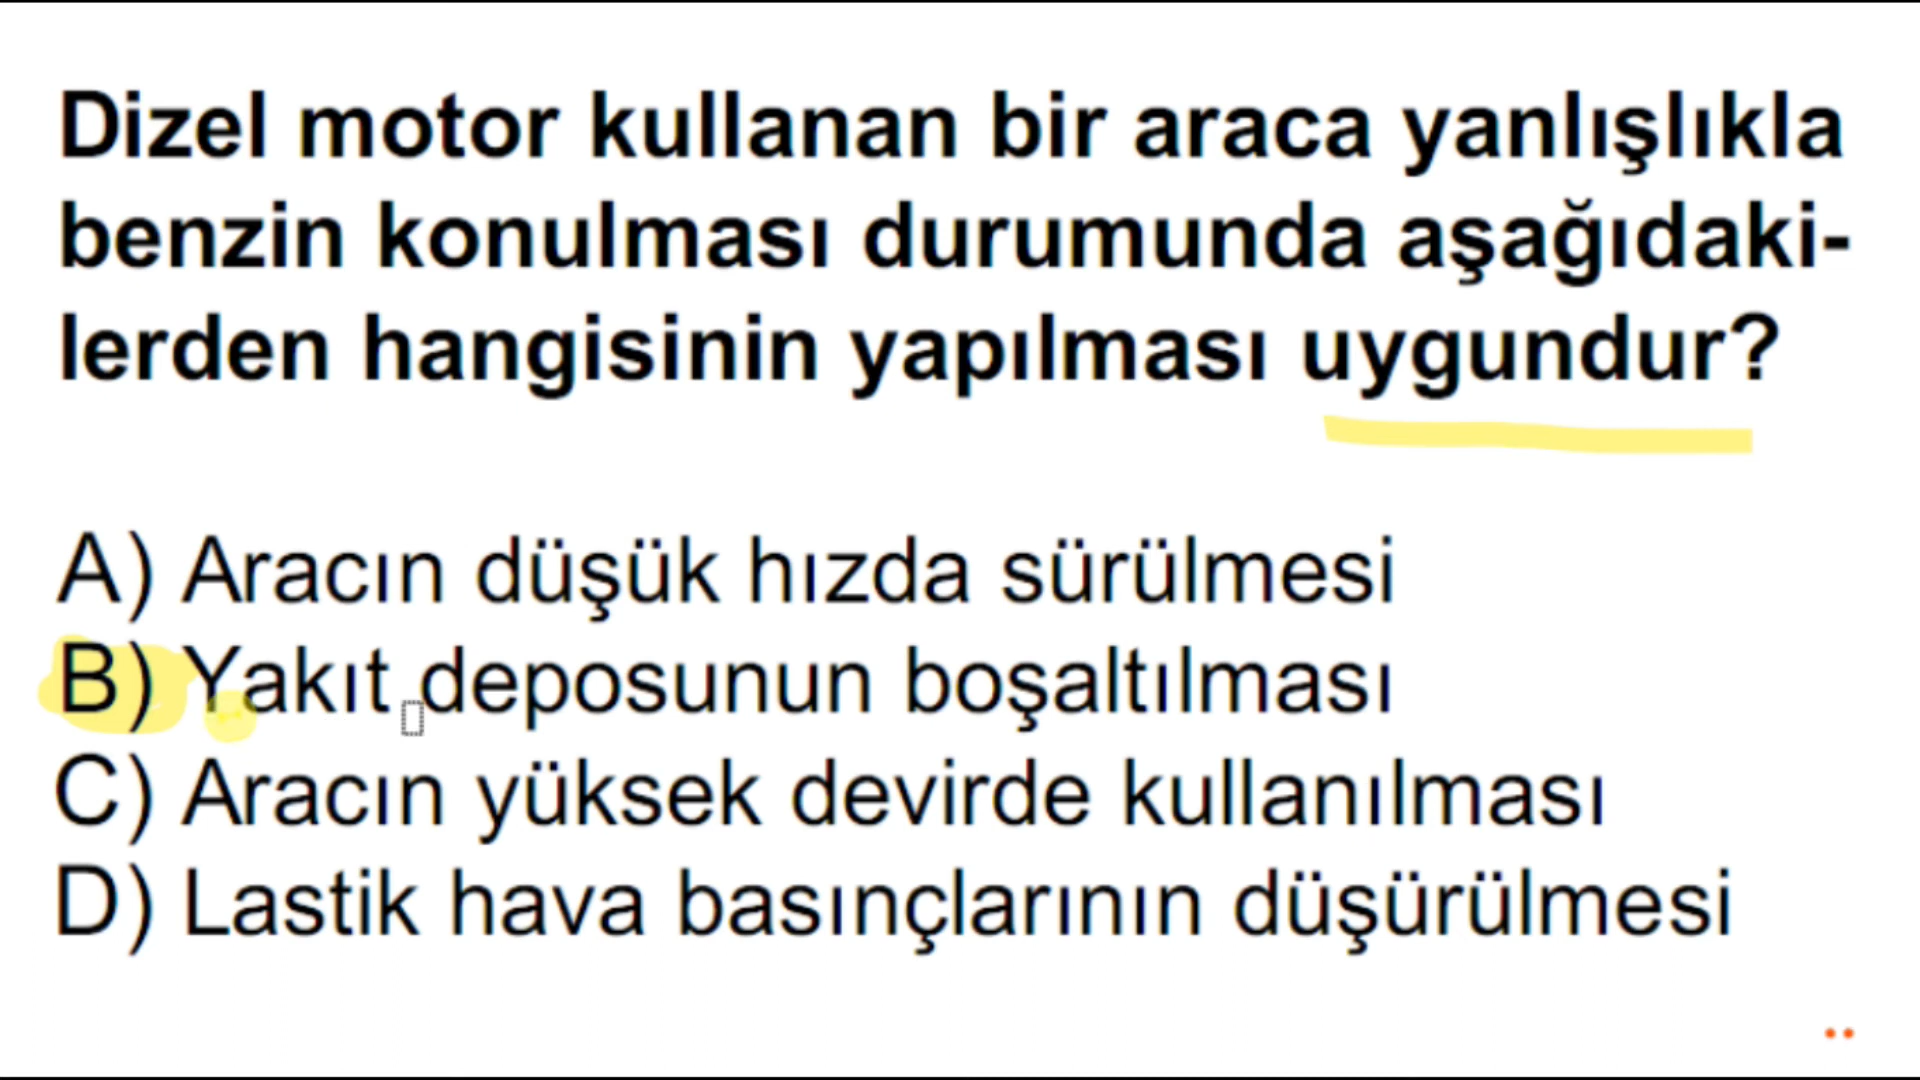 Dizel motor kullanan bir araca yanlışlıkla
benzin konulması durumunda aşağıdaki-
lerden hangisinin yapılması uygundur?
A) Aracın düşük hızda sürülmesi
B) Yakıt deposunun boşaltılması
C) Aracın yüksek devirde kullanılması
D) Lastik hava basınçlarının düşürülmesi